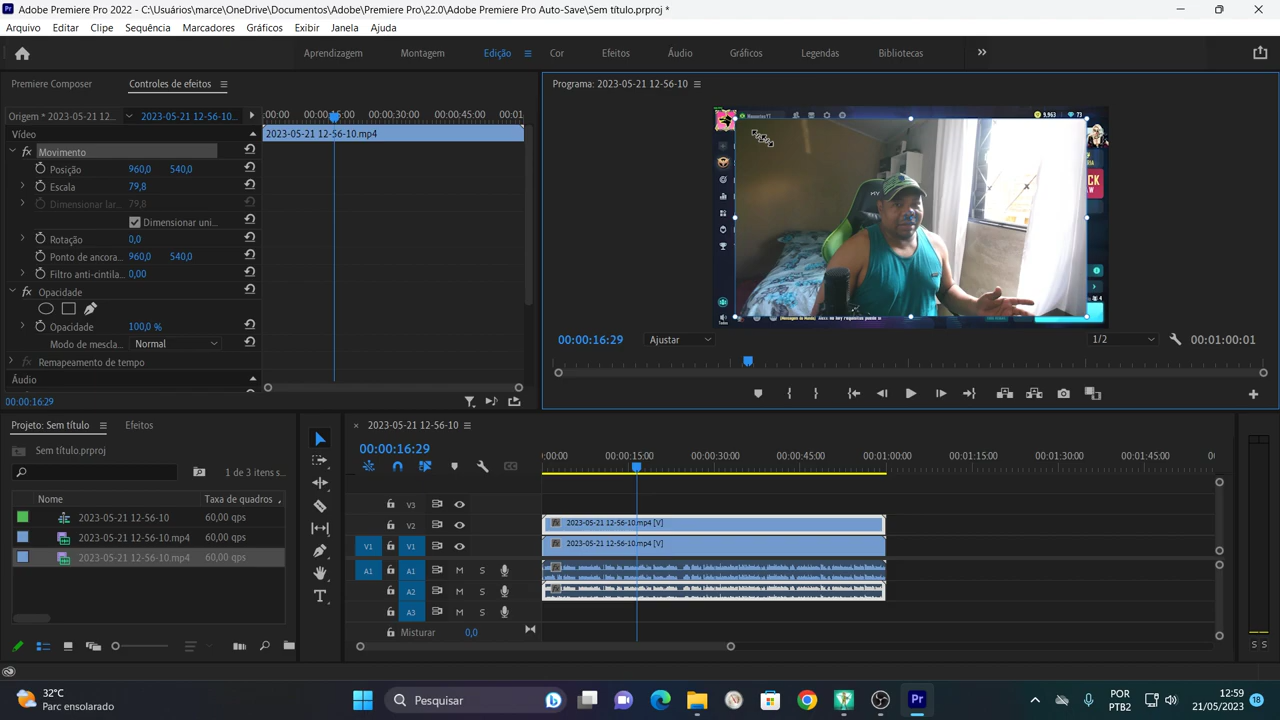 Adobe Premiere Pro 2022 - C:\Usuários\marce\OneDrive\Documentos\Adobe\Premiere Pro\22.0\Adobe Premiere Pro Auto-Save\Sem título.prproj *
Arquivo Editar Clipe Sequência Marcadores Gráficos Exibir Janela Ajuda
Aprendizagem Montagem Edição Cor Efeitos Áudio Gráficos Legendas Bibliotecas
Premiere Composer Controles de efeitos
Programa: 2023-05-21 12-56-10
Origem * 2023-05-21 12... 2023-05-21 12-56-10...
:00:00 00:00:15:00 00:00:30:00 00:00:45:00 00:01
Vídeo
2023-05-21 12-56-10.mp4
fx Movimento
Posição 960,0 540,0
Escala 79,8
Dimensionar lar... 79,8
Dimensionar uni...
Rotação 0,0
Ponto de ancora... 960,0 540,0
Filtro anti-cintila... 0,00
fx Opacidade
Opacidade 100,0 %
Modo de mescla... Normal
fx Remapeamento de tempo
Áudio
00:00:16:29
9,963 73
MY
00:00:16:29 Ajustar 1/2 00:01:00:01
Projeto: Sem título Efeitos
Sem título.prproj
1 de 3 itens s...
Nome Taxa de quadros
2023-05-21 12-56-10 60,00 qps
2023-05-21 12-56-10.mp4 60,00 qps
2023-05-21 12-56-10.mp4 60,00 qps
× 2023-05-21 12-56-10
00:00:16:29
:00:00 00:00:15:00 00:00:30:00 00:00:45:00 00:01:00:00 00:01:15:00 00:01:30:00 00:01:45:00
V3
V2 fx 2023-05-21 12-56-10.mp4 [V]
V1 V1 fx 2023-05-21 12-56-10.mp4 [V]
A1 A1 M S
A2 M S
A3 M S
Misturar 0,0
S S
32°C
Parc ensolarado
Pesquisar
Pr
POR
PTB2
12:59
21/05/2023
18